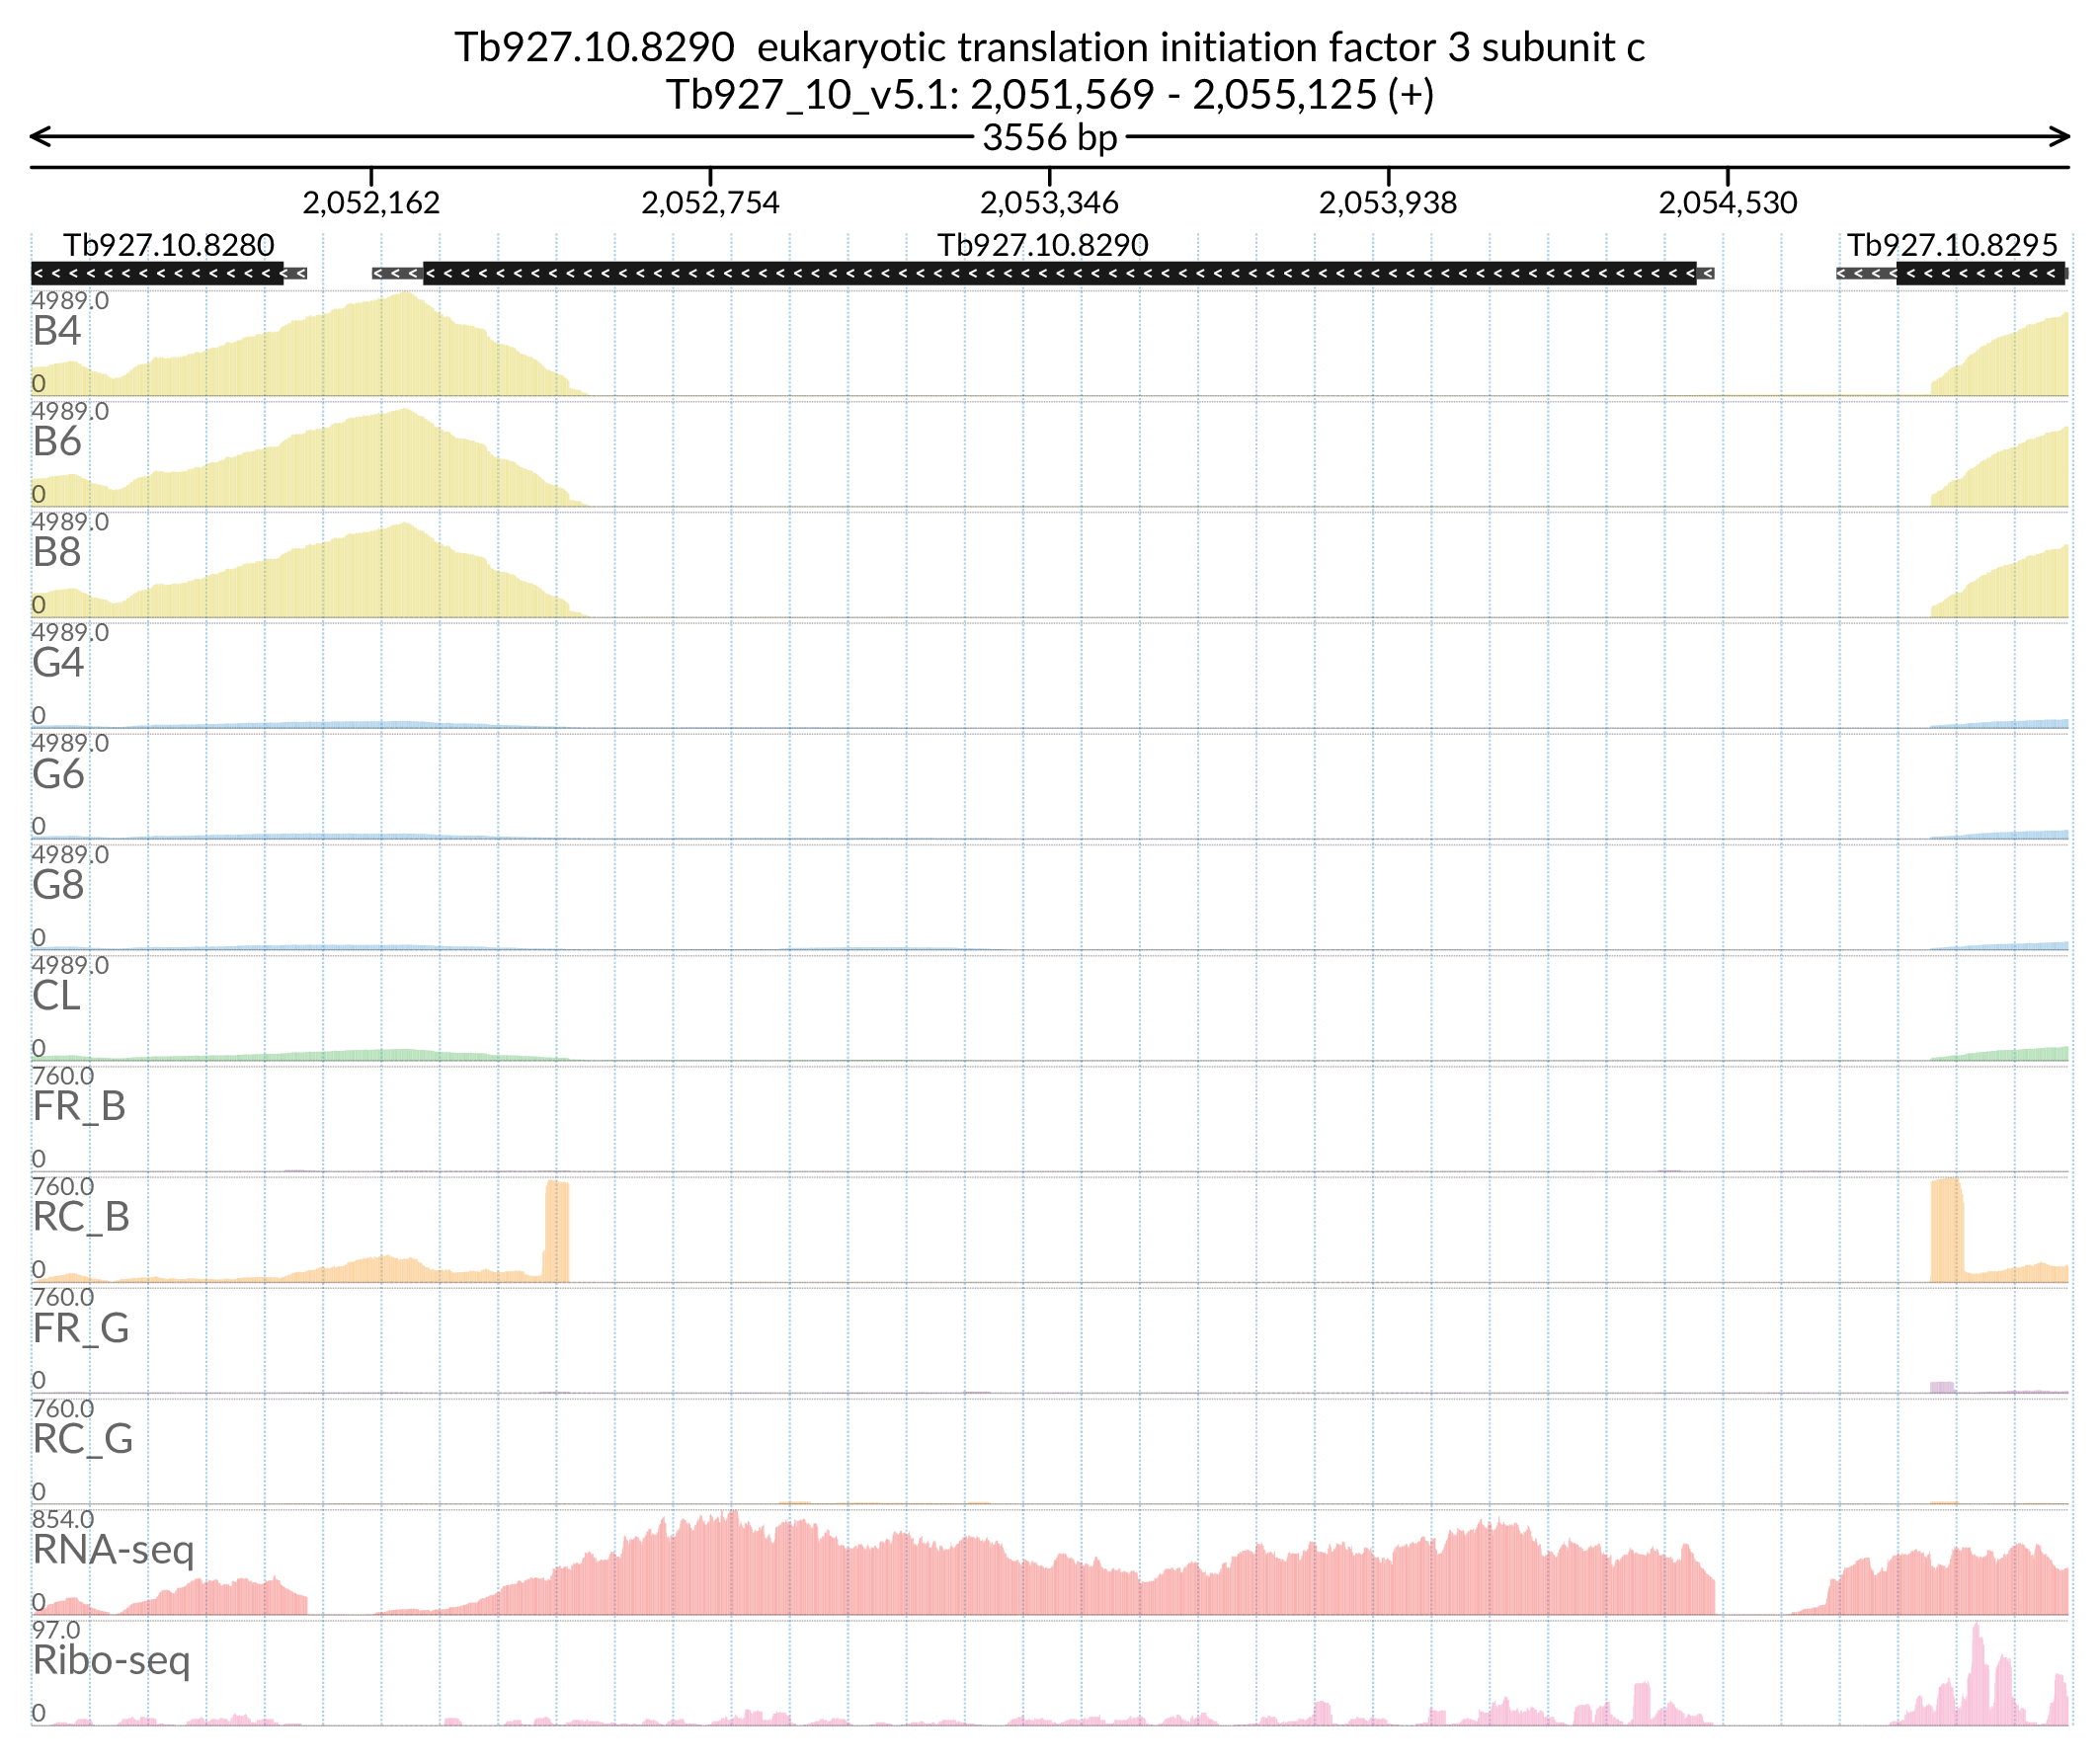 Tb927.10.8290  eukaryotic translation initiation factor 3 subunit c
Tb927_10_v5.1: 2,051,569 - 2,055,125 (+)
3556 bp
2,052,162 2,052,754 2,053,346 2,053,938 2,054,530
Tb927.10.8280 Tb927.10.8290 Tb927.10.8295
4989.0
B4
0
4989.0
B6
0
4989.0
B8
0
4989.0
G4
0
4989.0
G6
0
4989.0
G8
0
4989.0
CL
0
760.0
FR_B
0
760.0
RC_B
0
760.0
FR_G
0
760.0
RC_G
0
854.0
RNA-seq
0
97.0
Ribo-seq
0